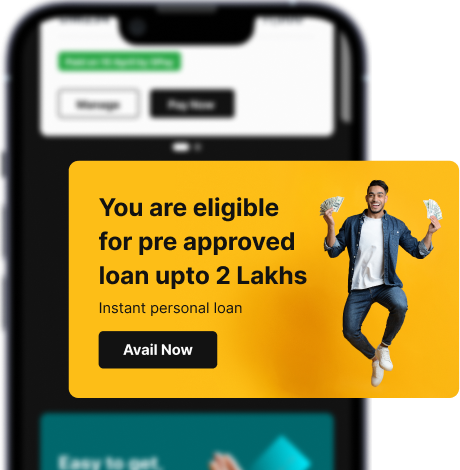 Manage
Pay Now
You are eligible
for pre approved
loan upto 2 Lakhs
Instant personal loan
Avail Now
Easy to get,